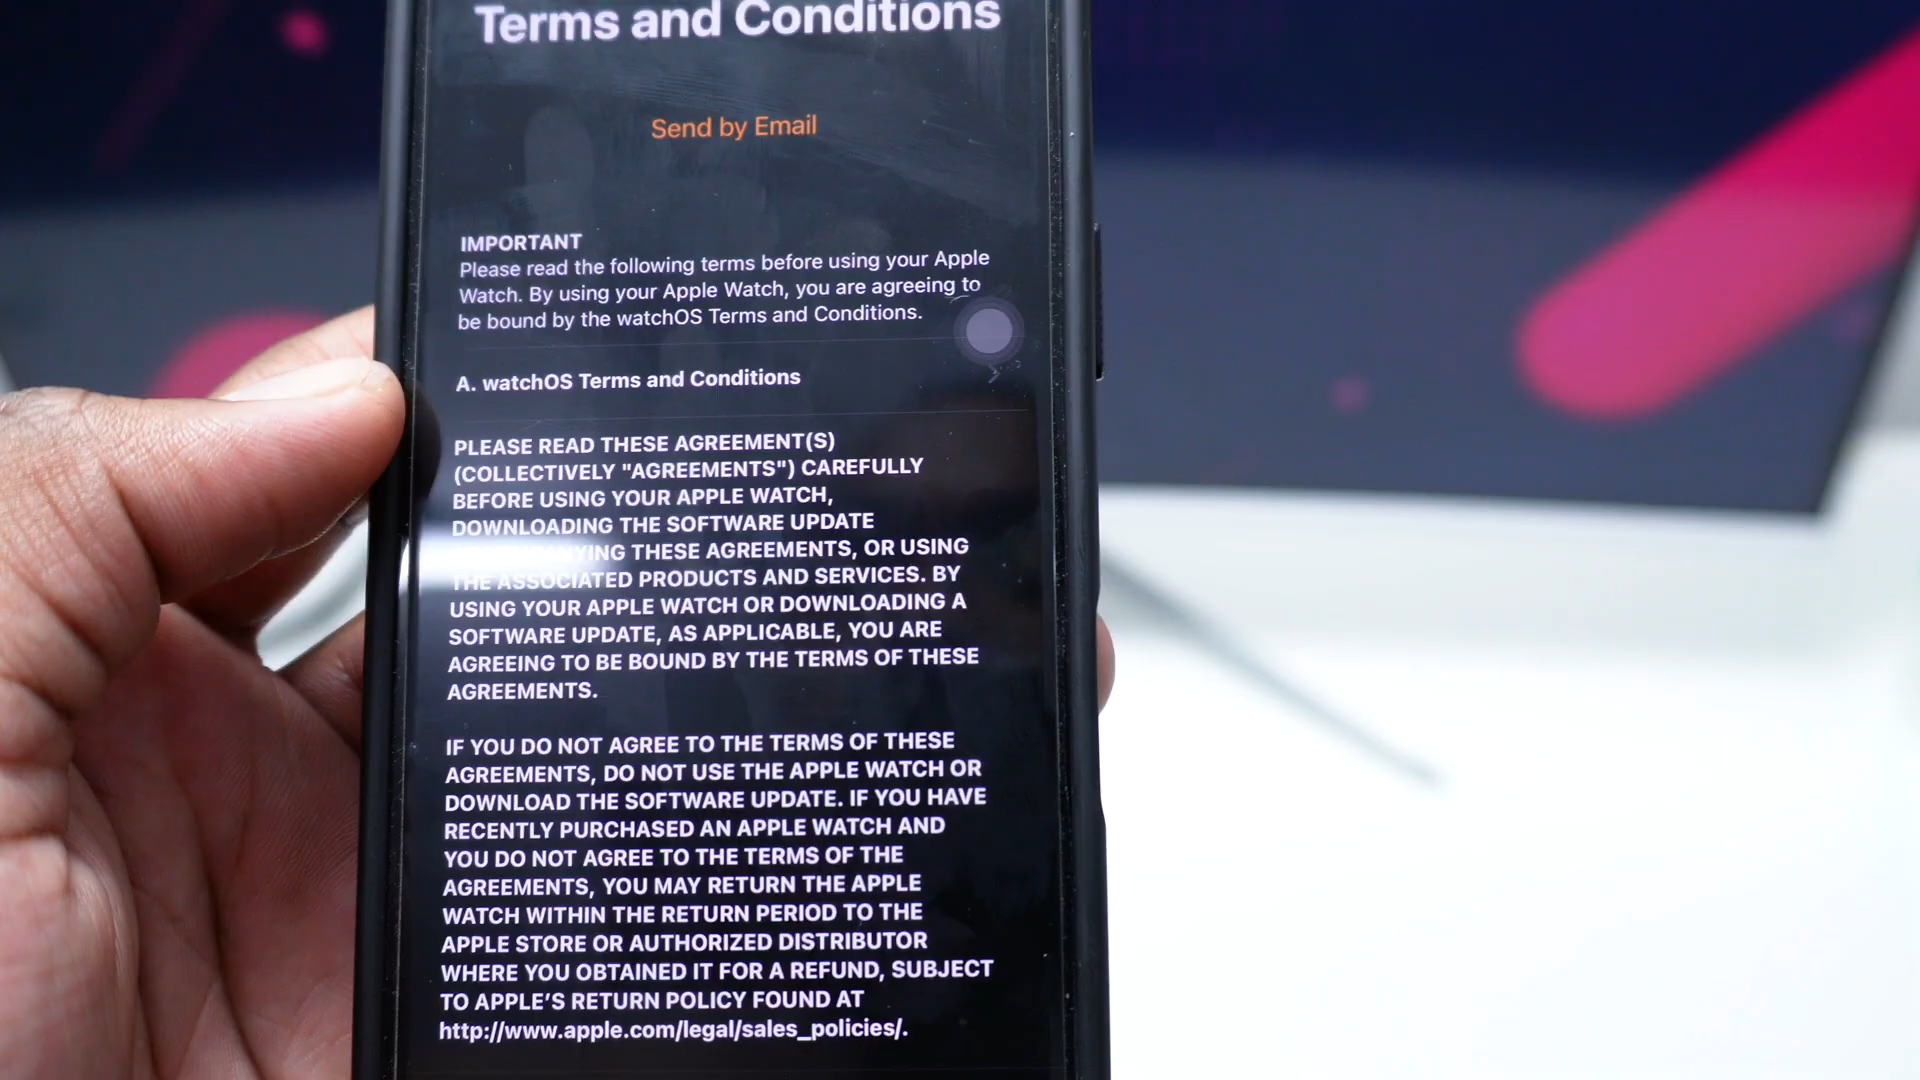 Terms and Conditions
Send by Email
IMPORTANT
Please read the following terms before using your Apple
Watch. By using your Apple Watch, you are agreeing to
be bound by the watchOS Terms and Conditions.
A. watchOS Terms and Conditions
PLEASE READ THESE AGREEMENT(S)
(COLLECTIVELY "AGREEMENTS") CAREFULLY
BEFORE USING YOUR APPLE WATCH,
DOWNLOADING THE SOFTWARE UPDATE
THESE AGREEMENTS, OR USING
THE ASSOCIATED PRODUCTS AND SERVICES. BY
USING YOUR APPLE WATCH OR DOWNLOADING A
SOFTWARE UPDATE, AS APPLICABLE, YOU ARE
AGREEING TO BE BOUND BY THE TERMS OF THESE
AGREEMENTS.
IF YOU DO NOT AGREE TO THE TERMS OF THESE
AGREEMENTS, DO NOT USE THE APPLE WATCH OR
DOWNLOAD THE SOFTWARE UPDATE. IF YOU HAVE
RECENTLY PURCHASED AN APPLE WATCH AND
YOU DO NOT AGREE TO THE TERMS OF THE
AGREEMENTS, YOU MAY RETURN THE APPLE
WATCH WITHIN THE RETURN PERIOD TO THE
APPLE STORE OR AUTHORIZED DISTRIBUTOR
WHERE YOU OBTAINED IT FOR A REFUND, SUBJECT
TO APPLE’S RETURN POLICY FOUND AT
http://www.apple.com/legal/sales_policies/.